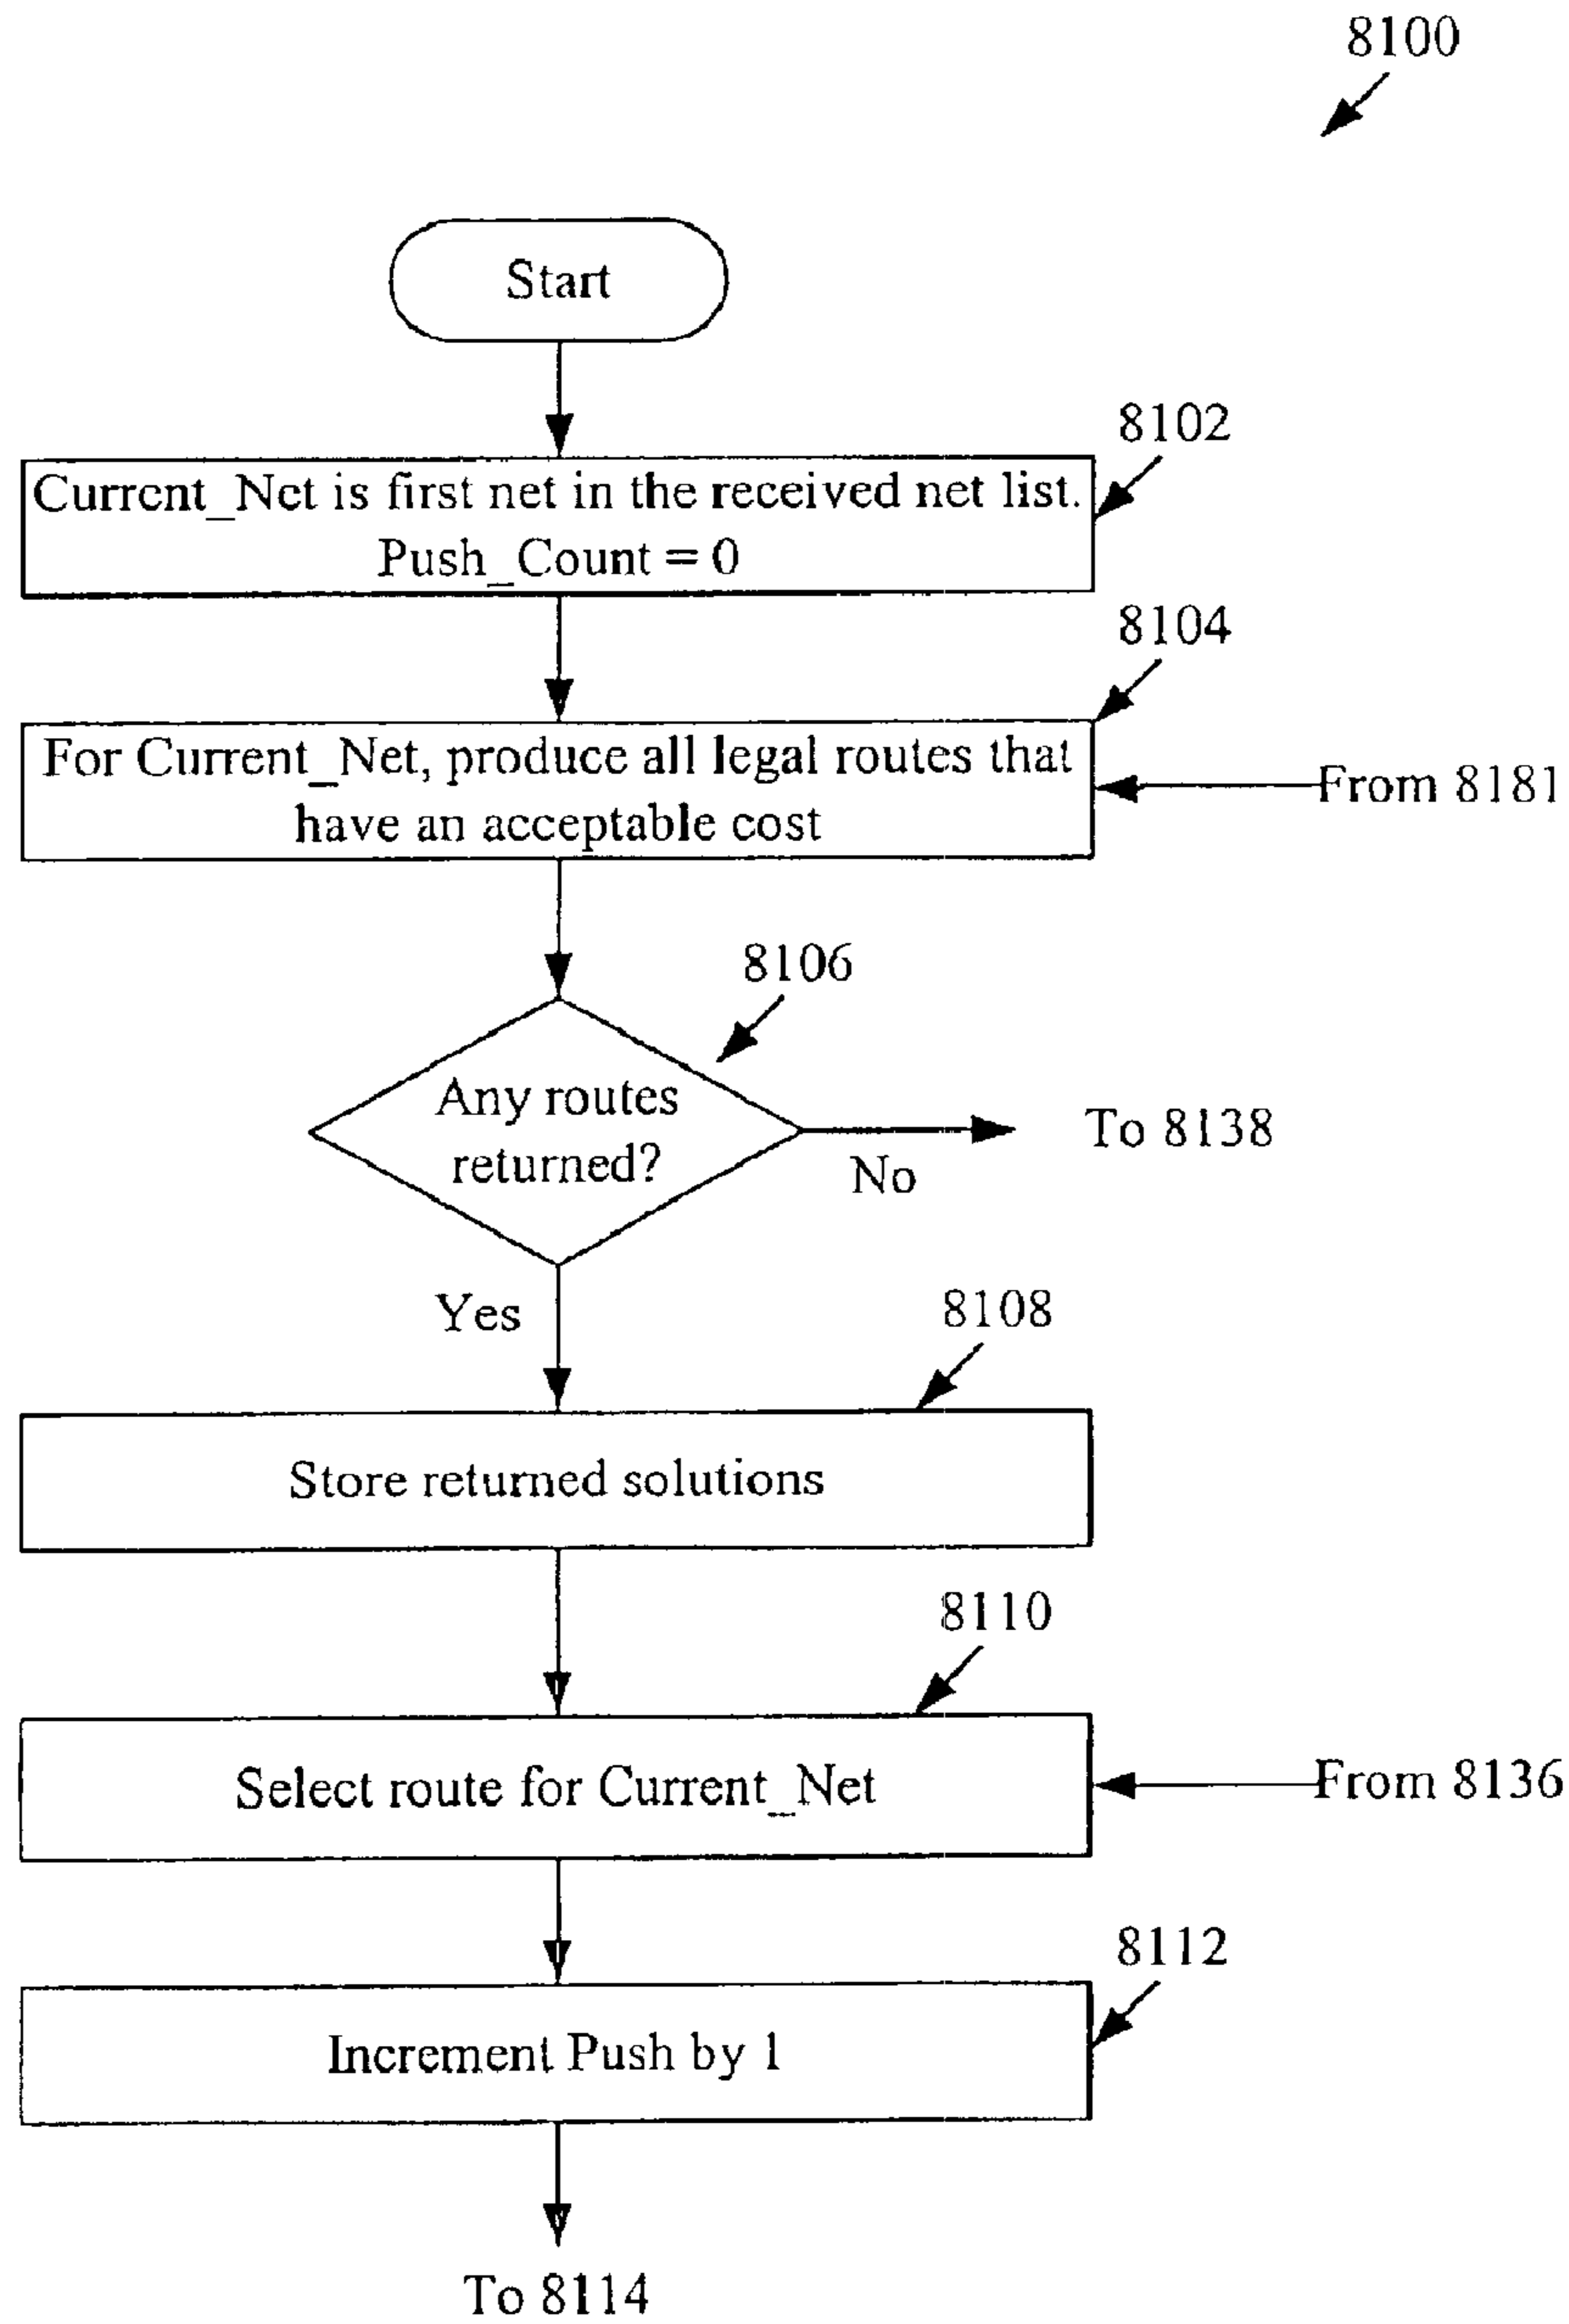 8100
Start
8102
Current_Net is first net in the received net list.
Push_Count = 0
8104
For Current_Net, produce all legal routes that
have an acceptable cost
From 8181
8106
Any routes
returned?
To 8138
No
Yes
8108
Store returned solutions
8110
Select route for Current_Net
From 8136
8112
Increment Push by 1
To 8114